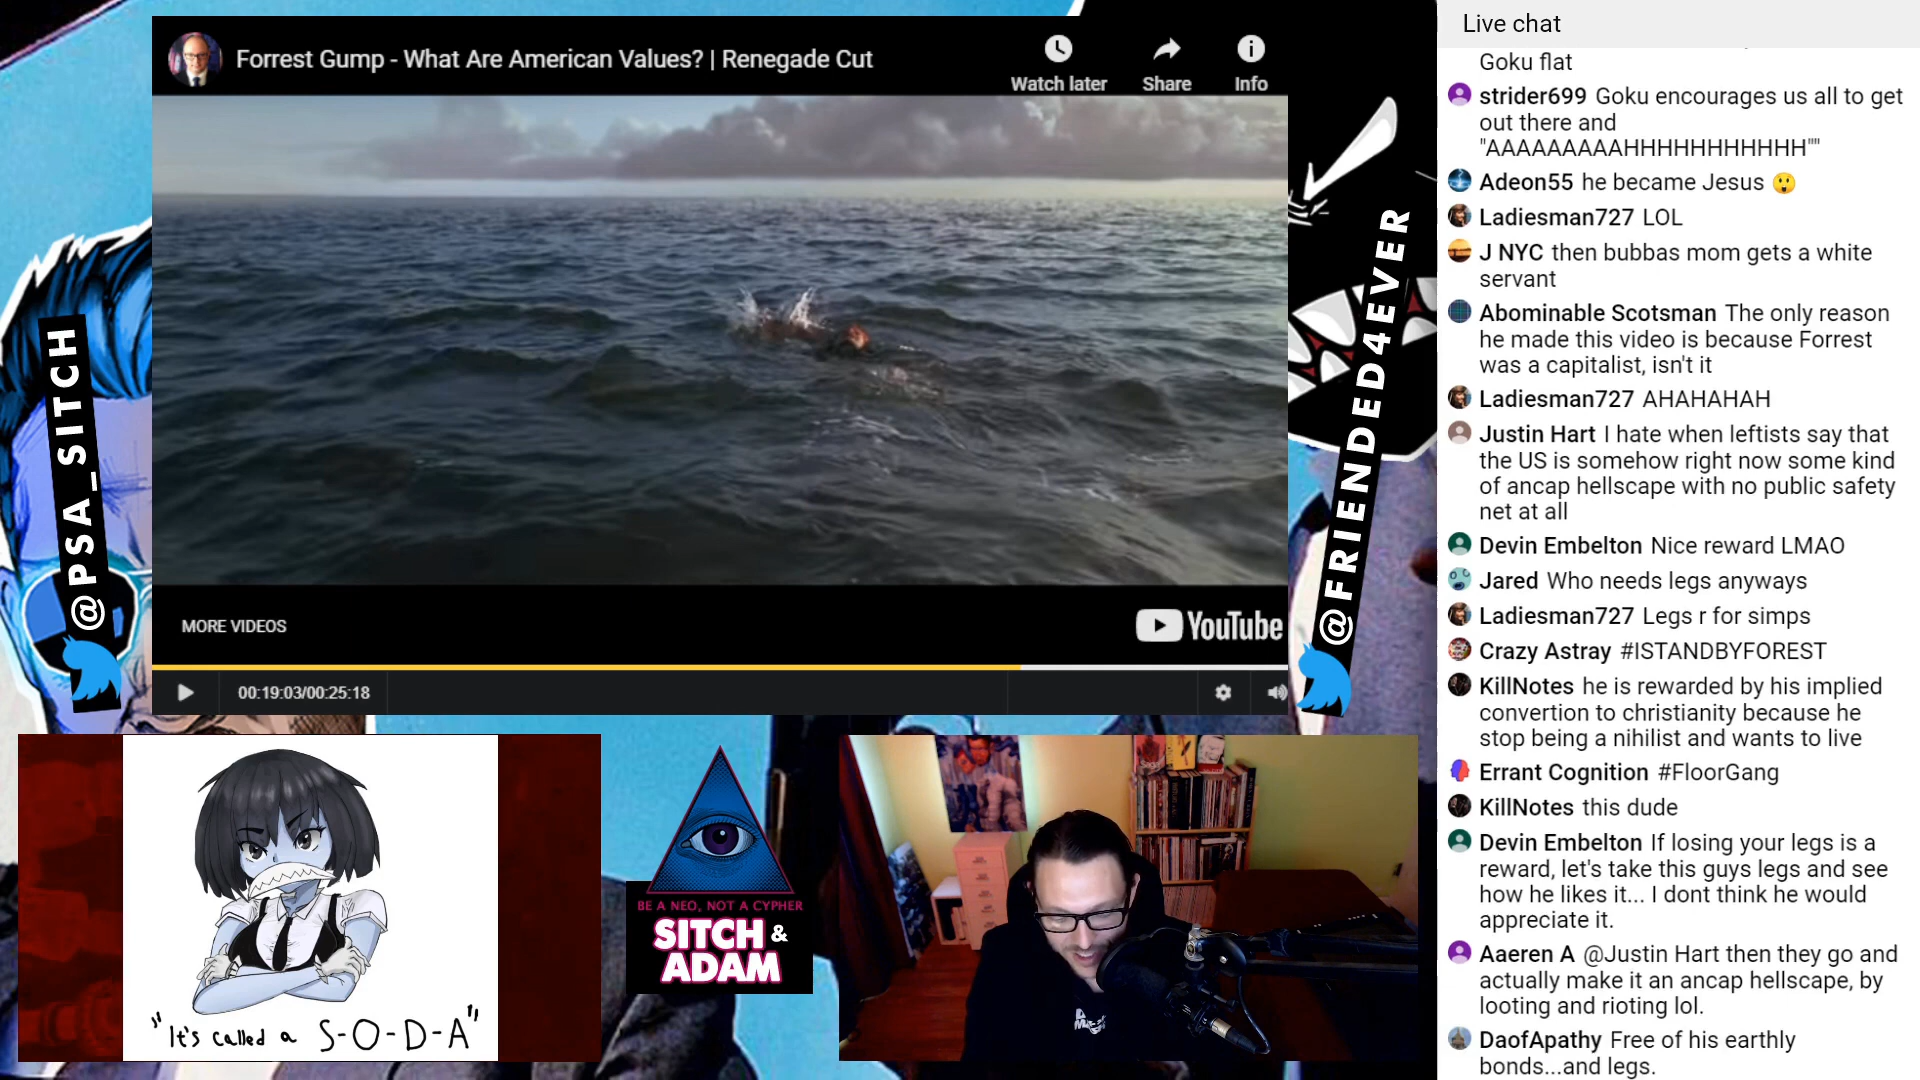 Forrest Gump - What Are American Values? | Renegade Cut
Watch later
Share
Info
MORE VIDEOS
YouTube
00:19:03/00:25:18
@PSA_SITCH
@FRIENDED4EVER
"It's called a S-O-D-A"
BE A NEO, NOT A CYPHER
SITCH &
ADAM
Live chat
Goku flat
strider699 Goku encourages us all to get
out there and
"AAAAAAAAAHHHHHHHHHHHH""
Adeon55 he became Jesus 😲
Ladiesman727 LOL
J NYC then bubbas mom gets a white
servant
Abominable Scotsman The only reason
he made this video is because Forrest
was a capitalist, isn't it
Ladiesman727 AHAHAHAH
Justin Hart I hate when leftists say that
the US is somehow right now some kind
of ancap hellscape with no public safety
net at all
Devin Embelton Nice reward LMAO
Jared Who needs legs anyways
Ladiesman727 Legs r for simps
Crazy Astray #ISTANDBYFOREST
KillNotes he is rewarded by his implied
convertion to christianity because he
stop being a nihilist and wants to live
Errant Cognition #FloorGang
KillNotes this dude
Devin Embelton If losing your legs is a
reward, let's take this guys legs and see
how he likes it... I dont think he would
appreciate it.
Aaeren A @Justin Hart then they go and
actually make it an ancap hellscape, by
looting and rioting lol.
DaofApathy Free of his earthly
bonds...and legs.